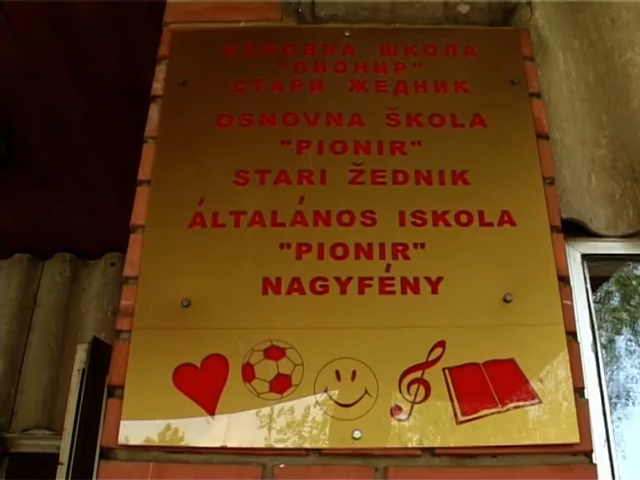 ОСНОВНА ШКОЛА
"ПИОНИР"
СТАРИ ЖЕДНИК
OSNOVNA ŠKOLA
"PIONIR"
STARI ŽEDNIK
ÁLTALÁNOS ISKOLA
"PIONIR"
NAGYFÉNY